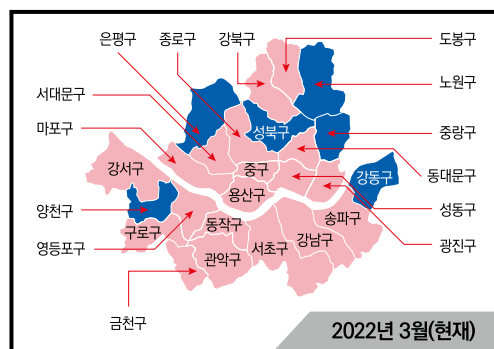 은평구 종로구 강북구 도봉구
서대문구 노원구
마포구 성북구 중랑구
강서구 중구 강동구 동대문구
양천구 용산구 성동구
구로구 동작구 송파구
영등포구 서초구 강남구 광진구
관악구
금천구
2022년 3월(현재)